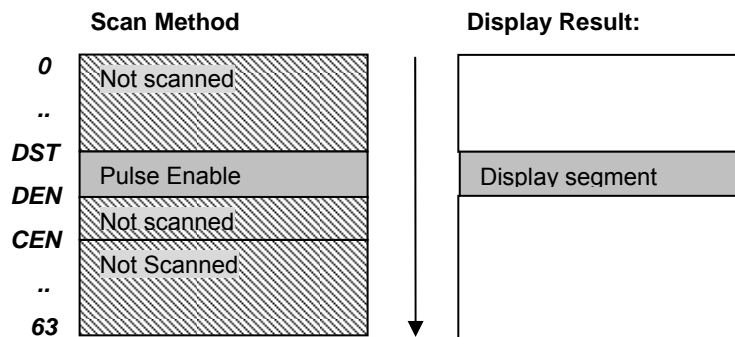 Scan Method Display Result:
0
Not scanned
..
DST
Pulse Enable Display segment
DEN
Not scanned
CEN
Not Scanned
..
63